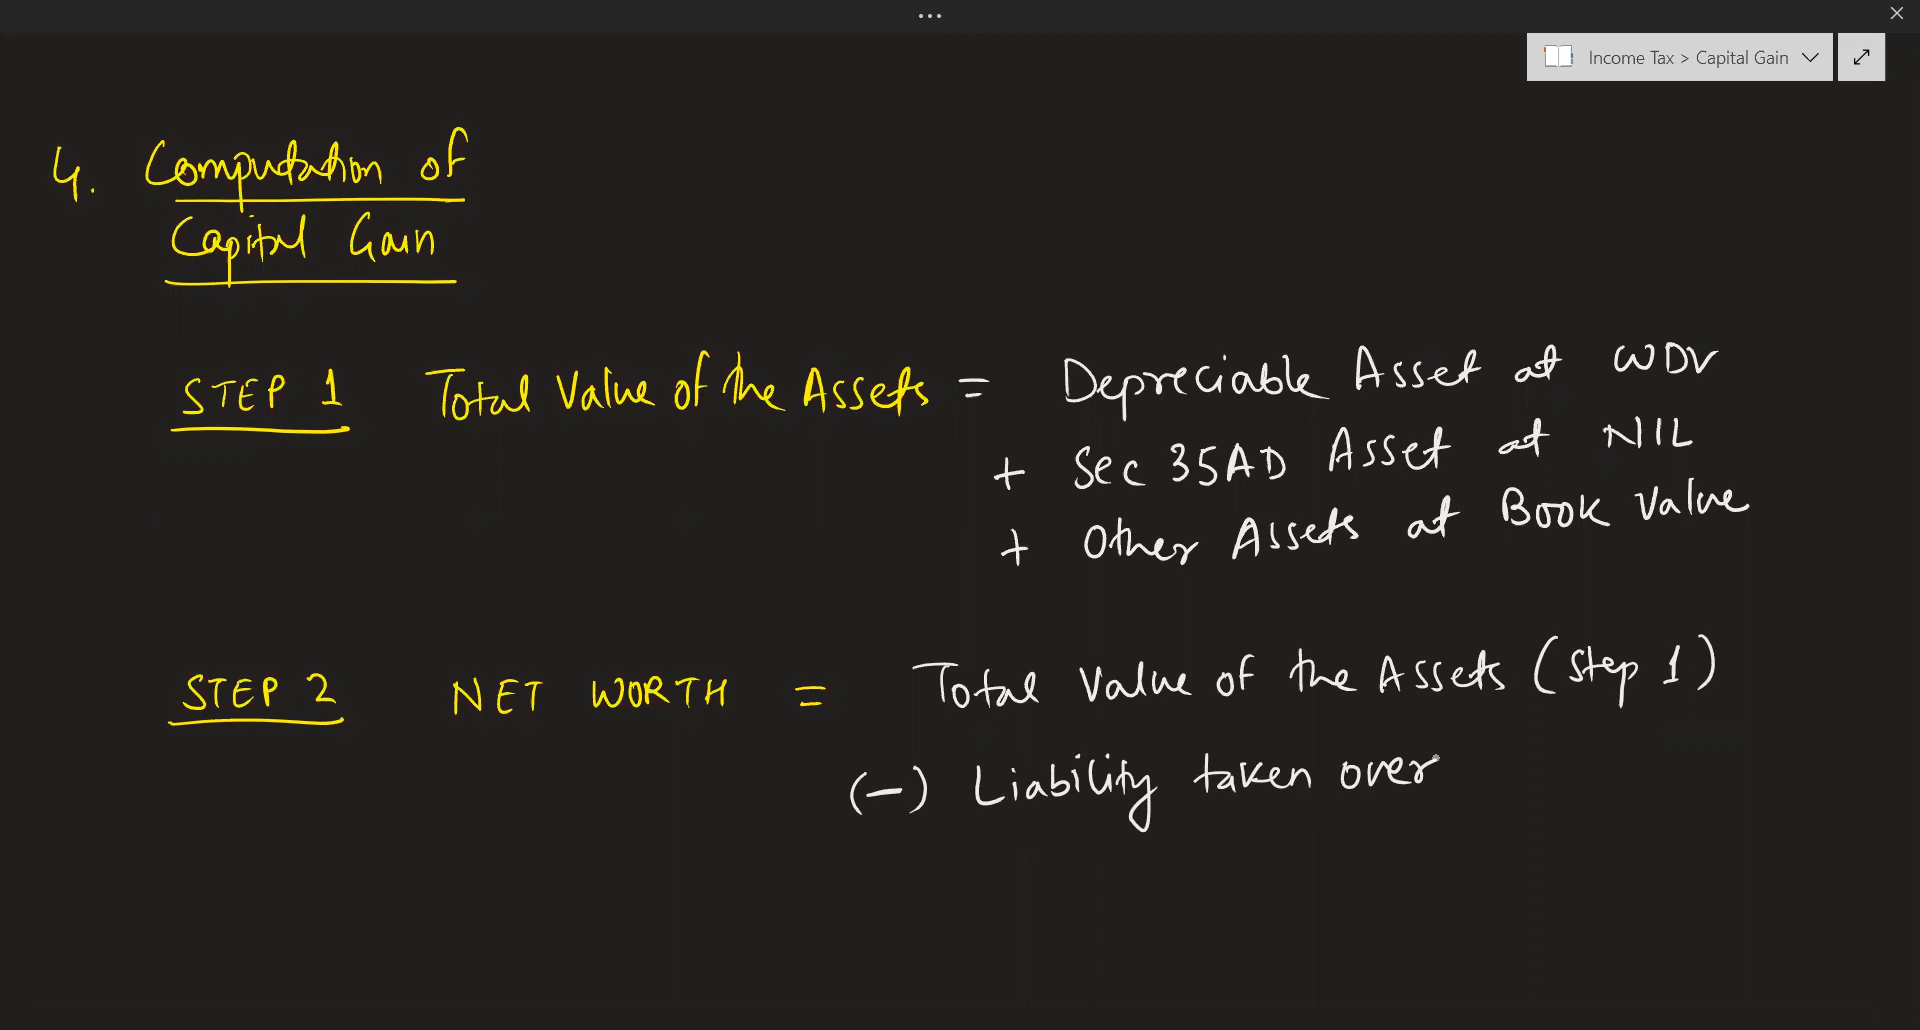 Income Tax > Capital Gain
4. Computation of
Capital Gain
STEP 1 Total Value of the Assets = Depreciable Asset at WDV
+ Sec 35AD Asset at NIL
+ Other Assets at Book Value
STEP 2 NET WORTH = Total Value of the Assets (Step 1)
(-) Liability taken over